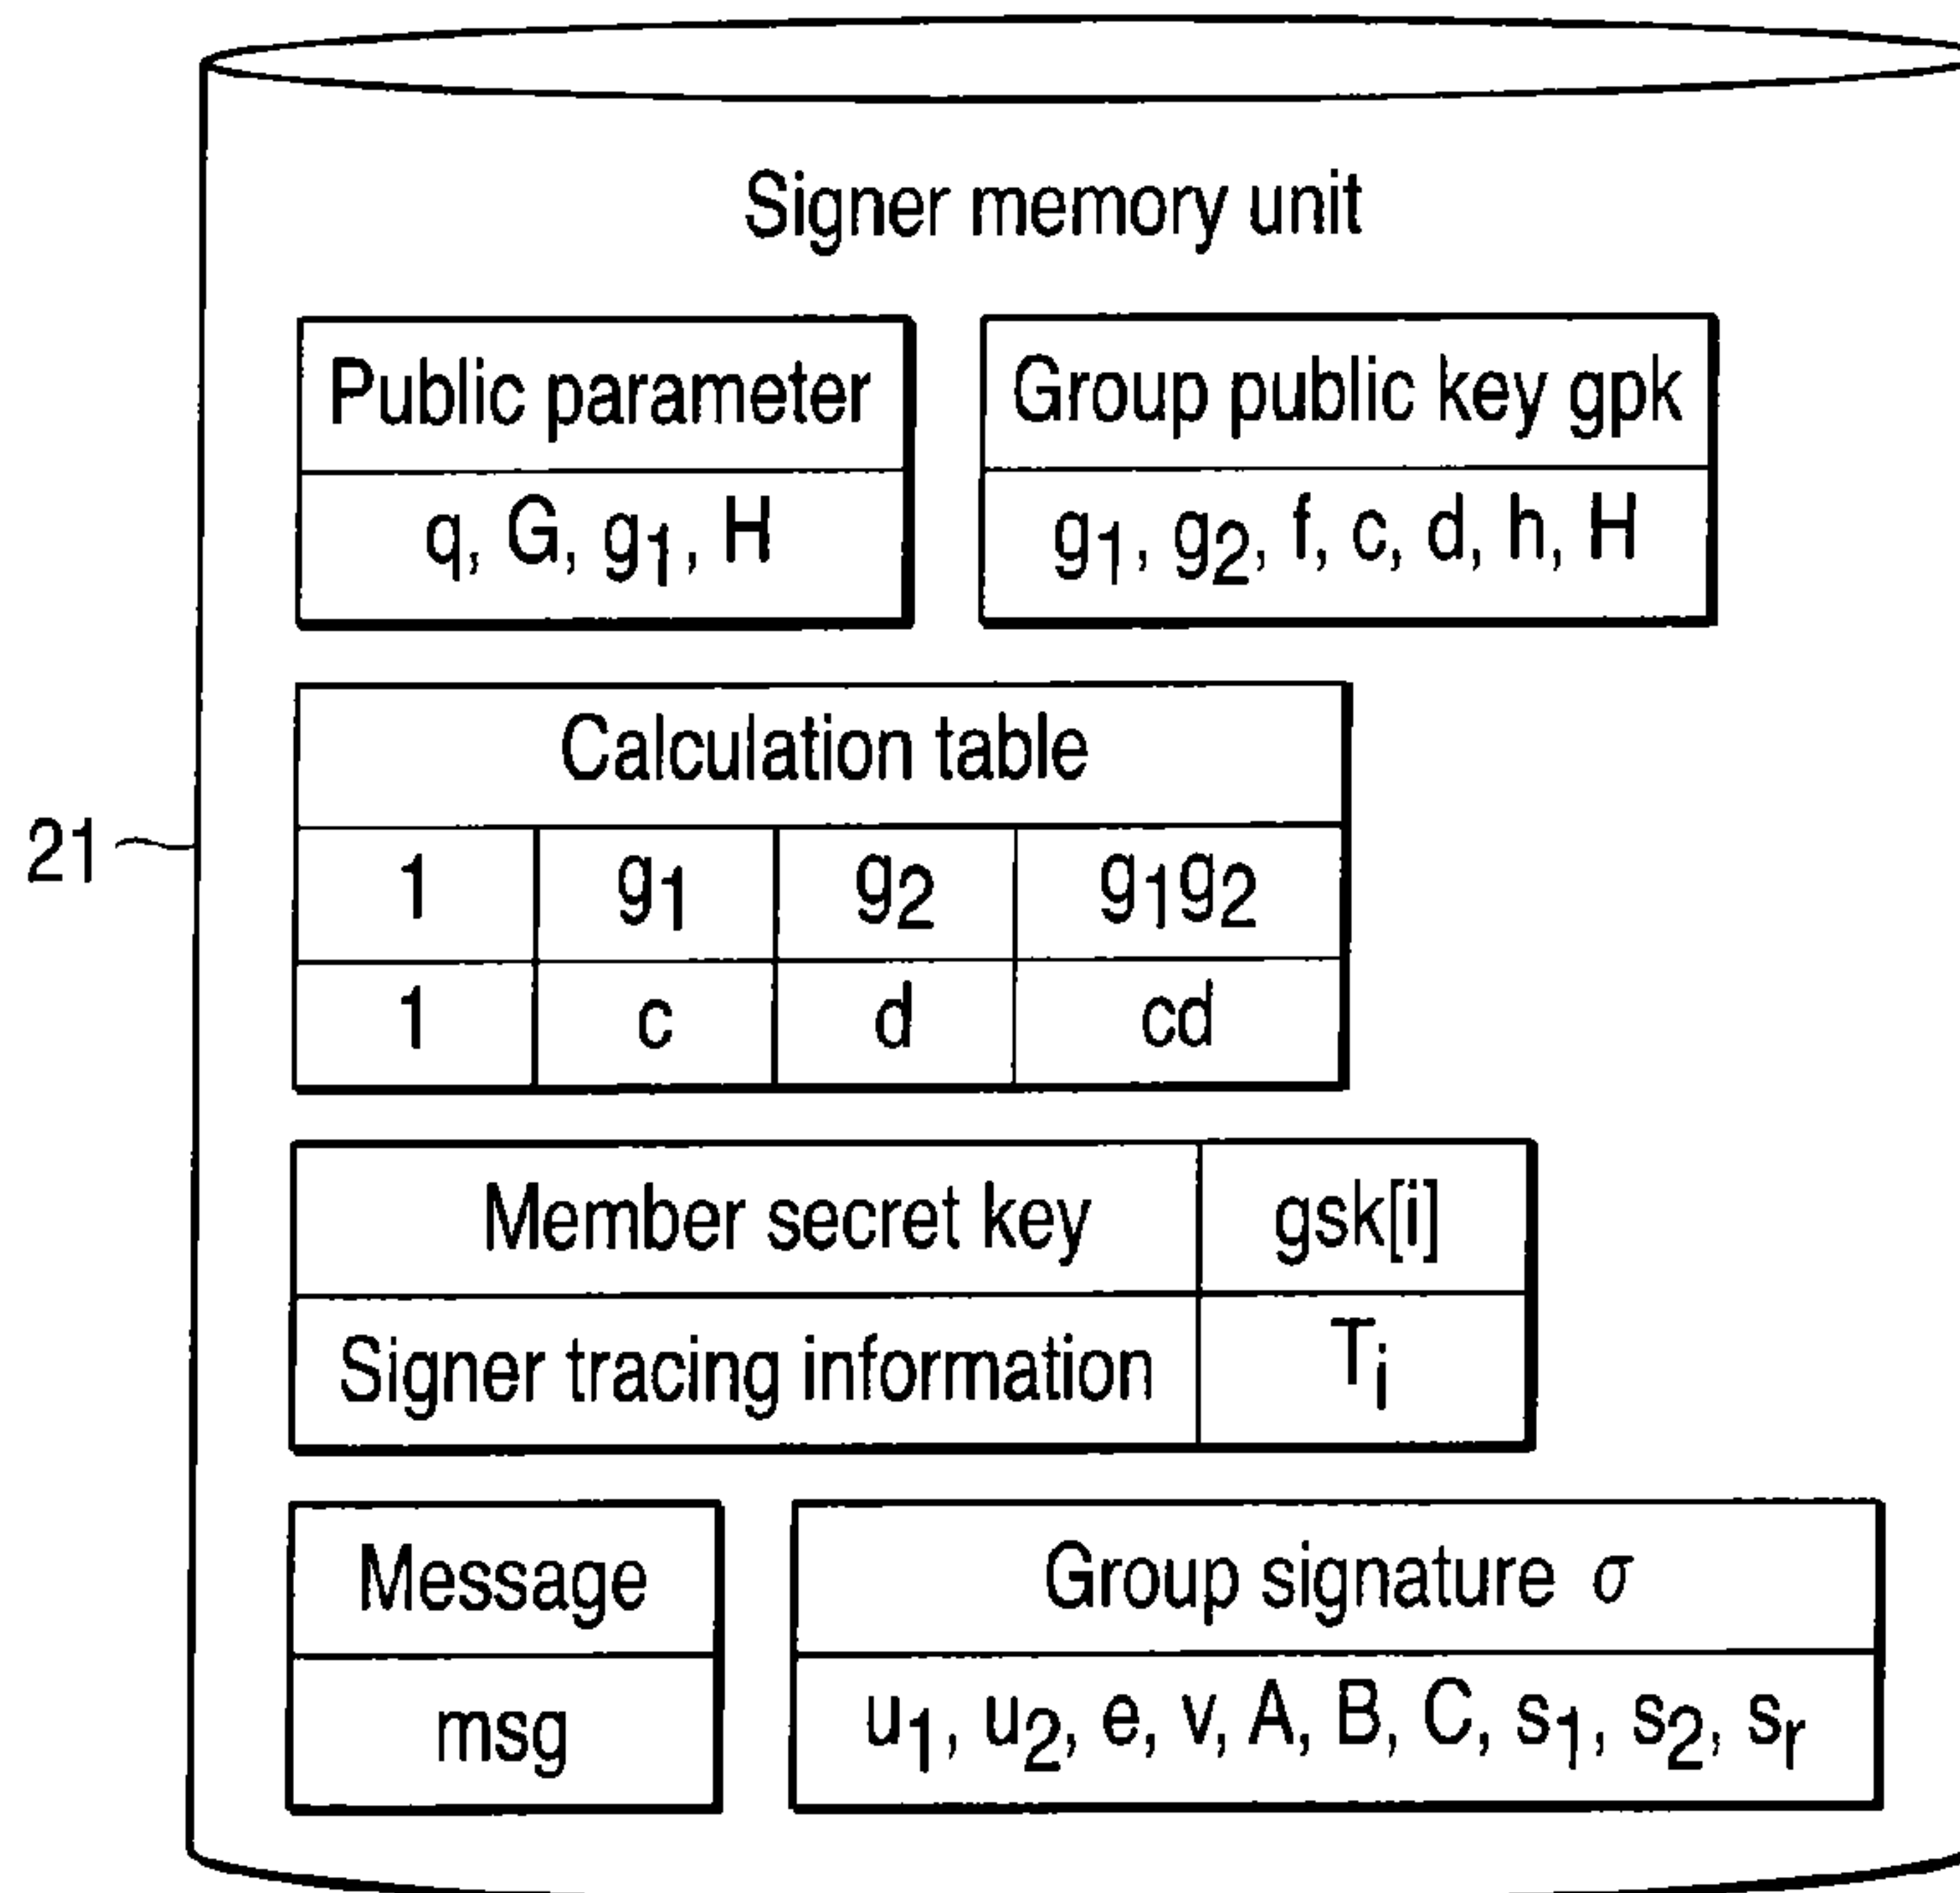 Signer memory unit
Public parameter
q, G, g1, H
Group public key gpk
g1, g2, f, c, d, h, H
Calculation table
1 g1 g2 g1g2
1 c d cd
21
Member secret key gsk[i]
Signer tracing information Ti
Message
msg
Group signature σ
u1, u2, e, v, A, B, C, s1, s2, sr